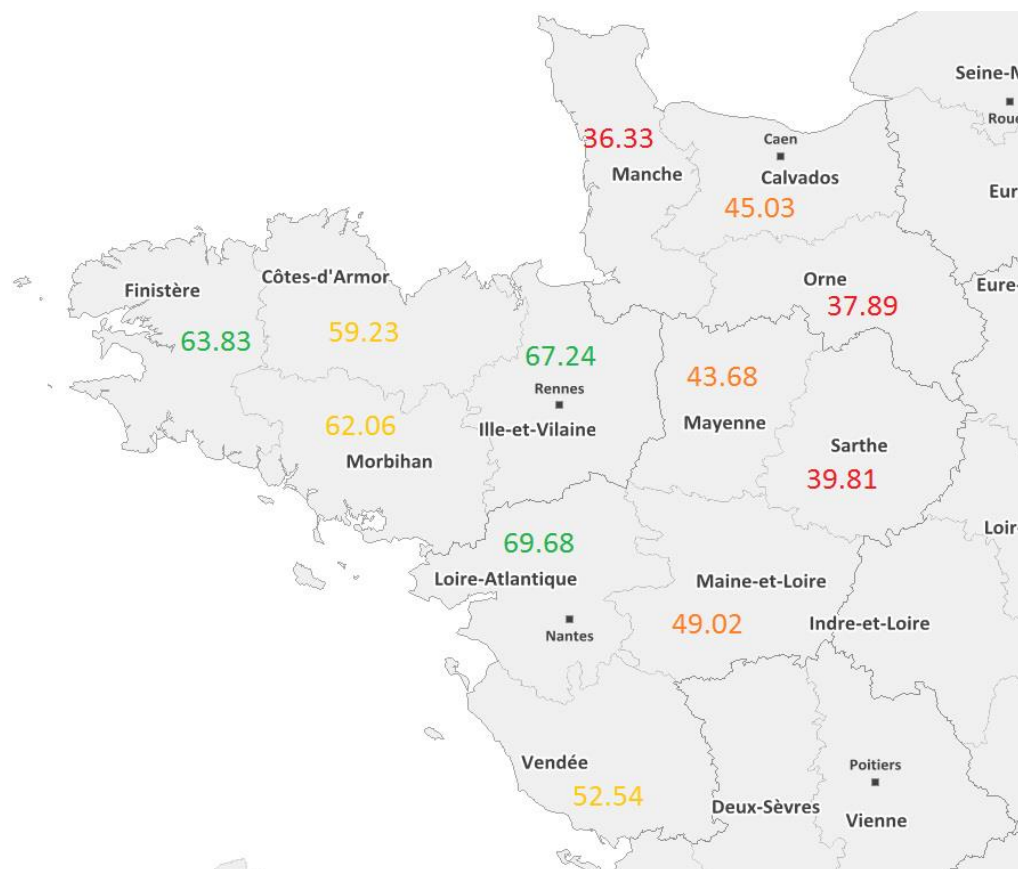 Seine-M
Roue
36.33
Manche
Caen
Calvados
45.03
Eur
Côtes-d'Armor
Finistère
Orne
Eure-
37.89
63.83
59.23
67.24
Rennes
43.68
62.06
Ille-et-Vilaine
Mayenne
Morbihan
Sarthe
39.81
Loir-
69.68
Loire-Atlantique
Maine-et-Loire
Nantes
49.02
Indre-et-Loire
Vendée
52.54
Poitiers
Deux-Sèvres
Vienne